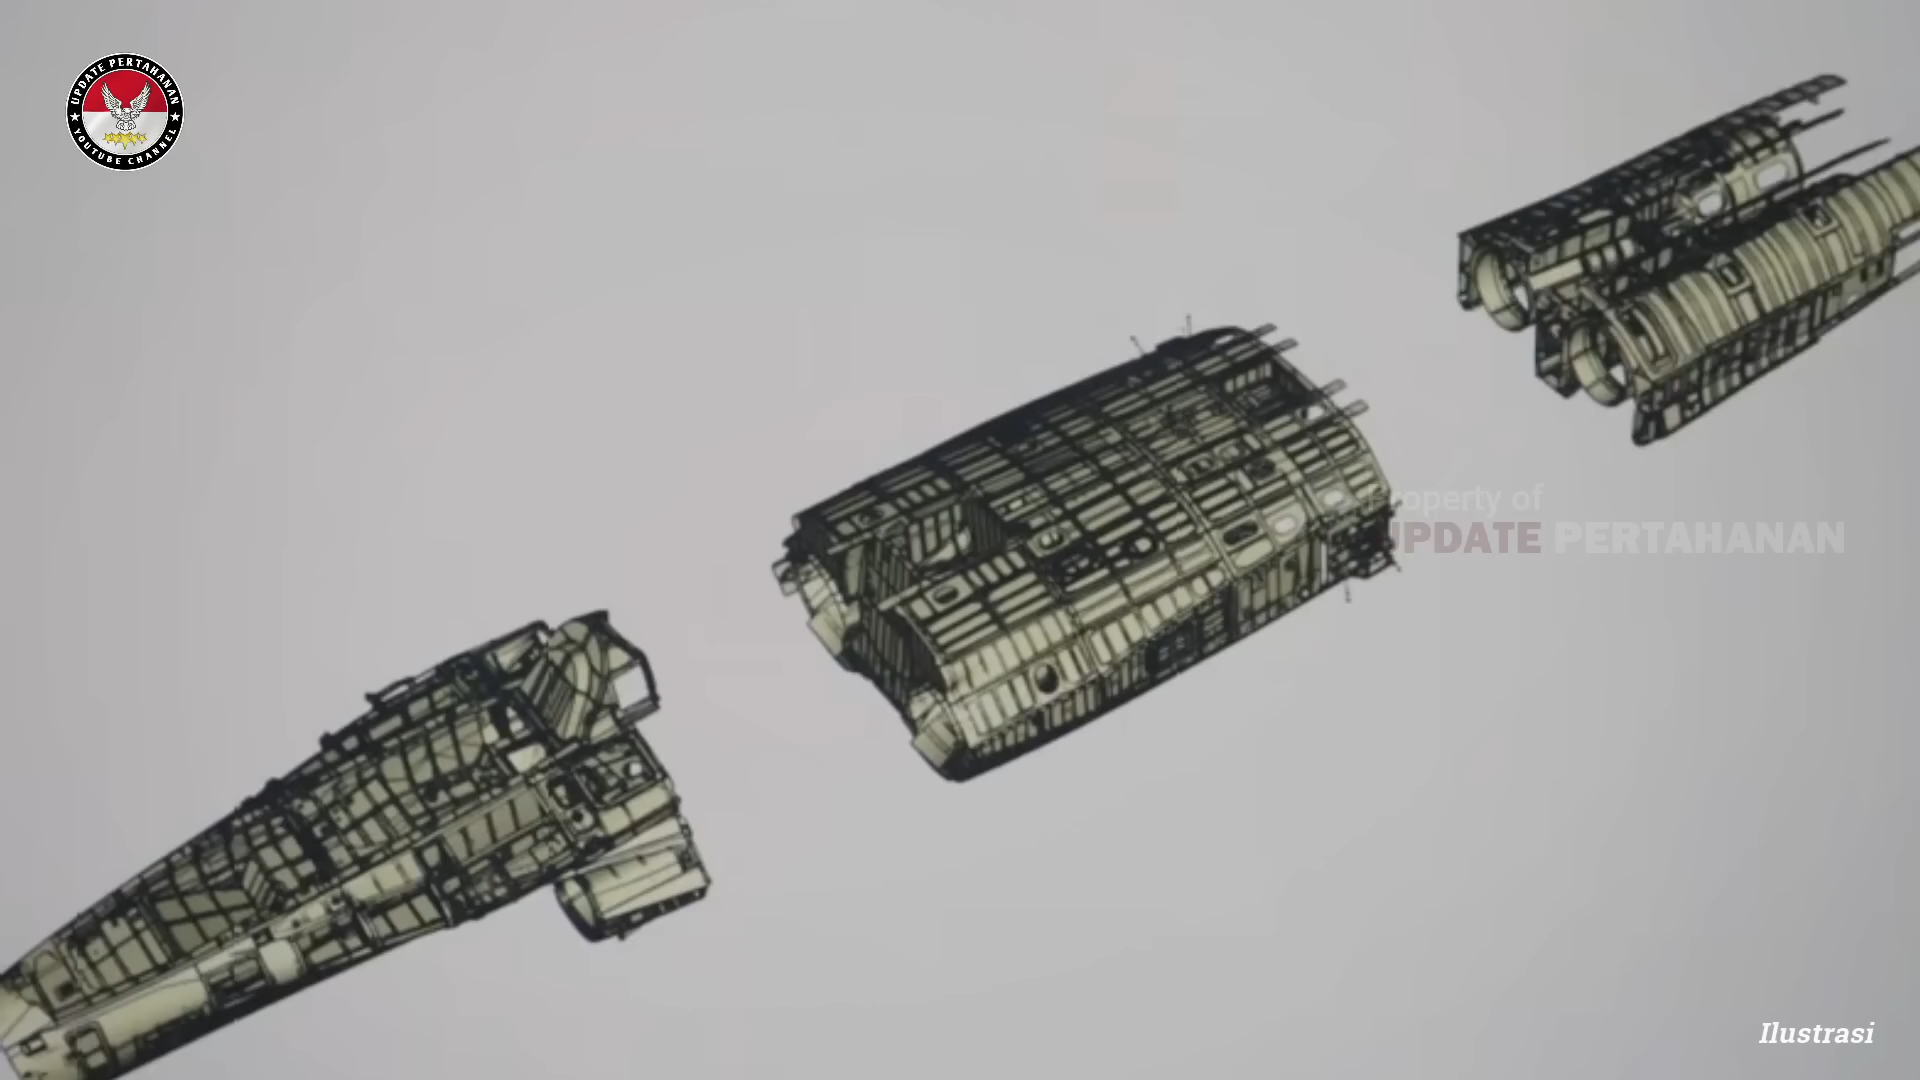 UPDATE PERTAHANAN
YOUTUBE CHANNEL
Property of
UPDATE PERTAHANAN
Ilustrasi